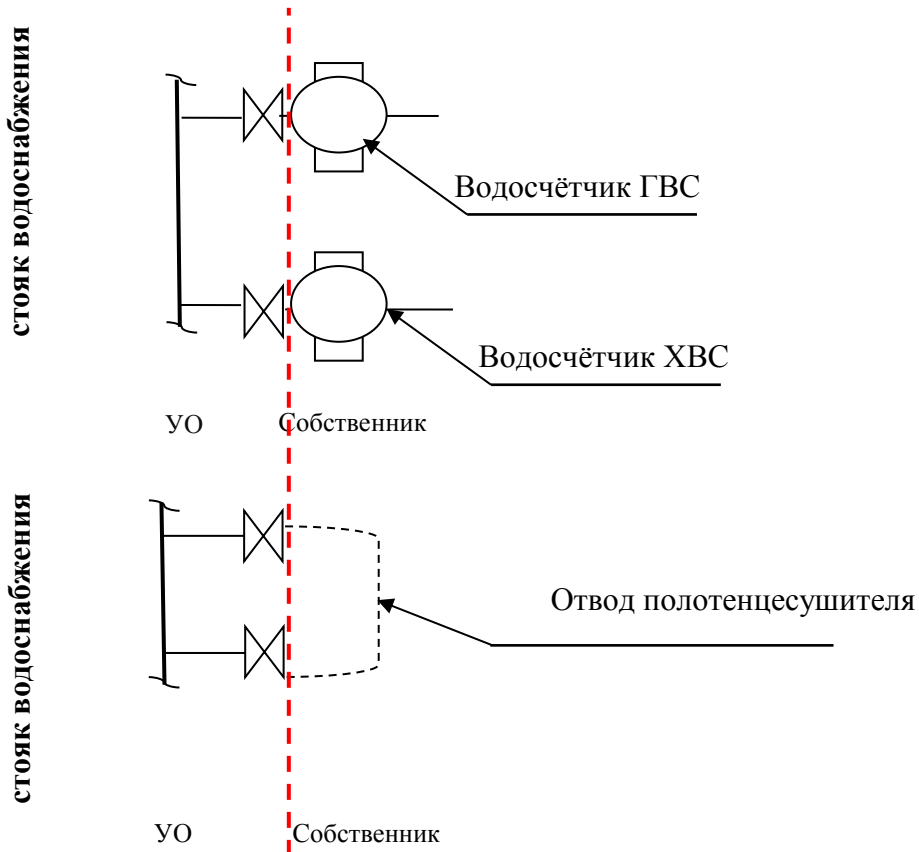 стояк водоснабжения
Водосчётчик ГВС
Водосчётчик ХВС
УО
Собственник
стояк водоснабжения
Отвод полотенцесушителя
УО
Собственник